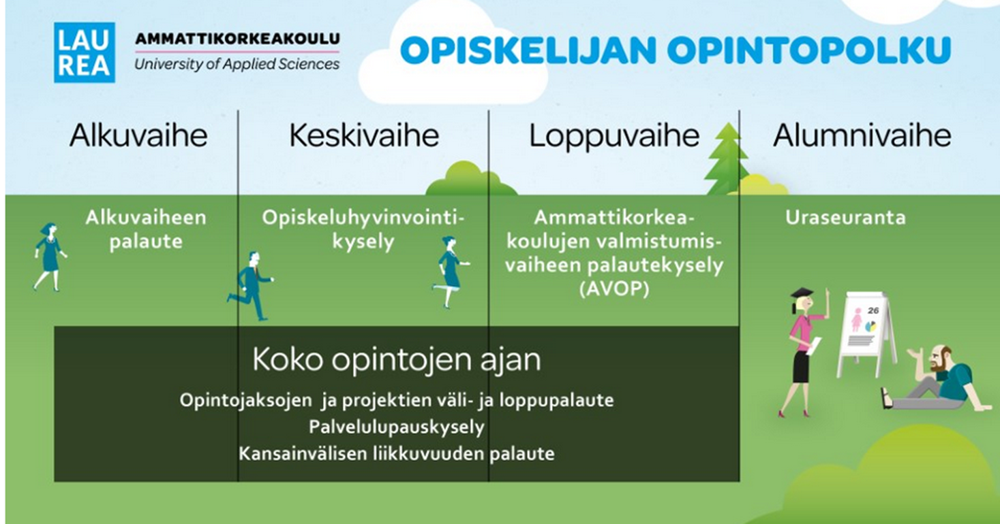 LAU
REA
AMMATTIKORKEAKOULU
University of Applied Sciences
OPISKELIJAN OPINTOPOLKU
Alkuvaihe
Keskivaihe
Loppuvaihe
Alumnivaihe
Alkuvaiheen
palaute
Opiskeluhyvinvointi-
kysely
Ammattikorkea-
koulujen valmistumis-
vaiheen palautekysely
(AVOP)
Uraseuranta
26
Koko opintojen ajan
Opintojaksojen ja projektien väli- ja loppupalaute
Palvelulupauskysely
Kansainvälisen liikkuvuuden palaute